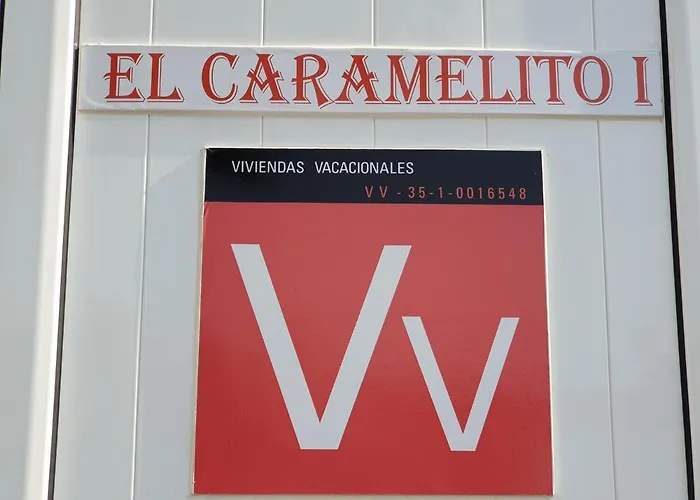 EL CARAMELITO I
VIVIENDAS VACACIONALES
VV - 35-1-0016548
Vv